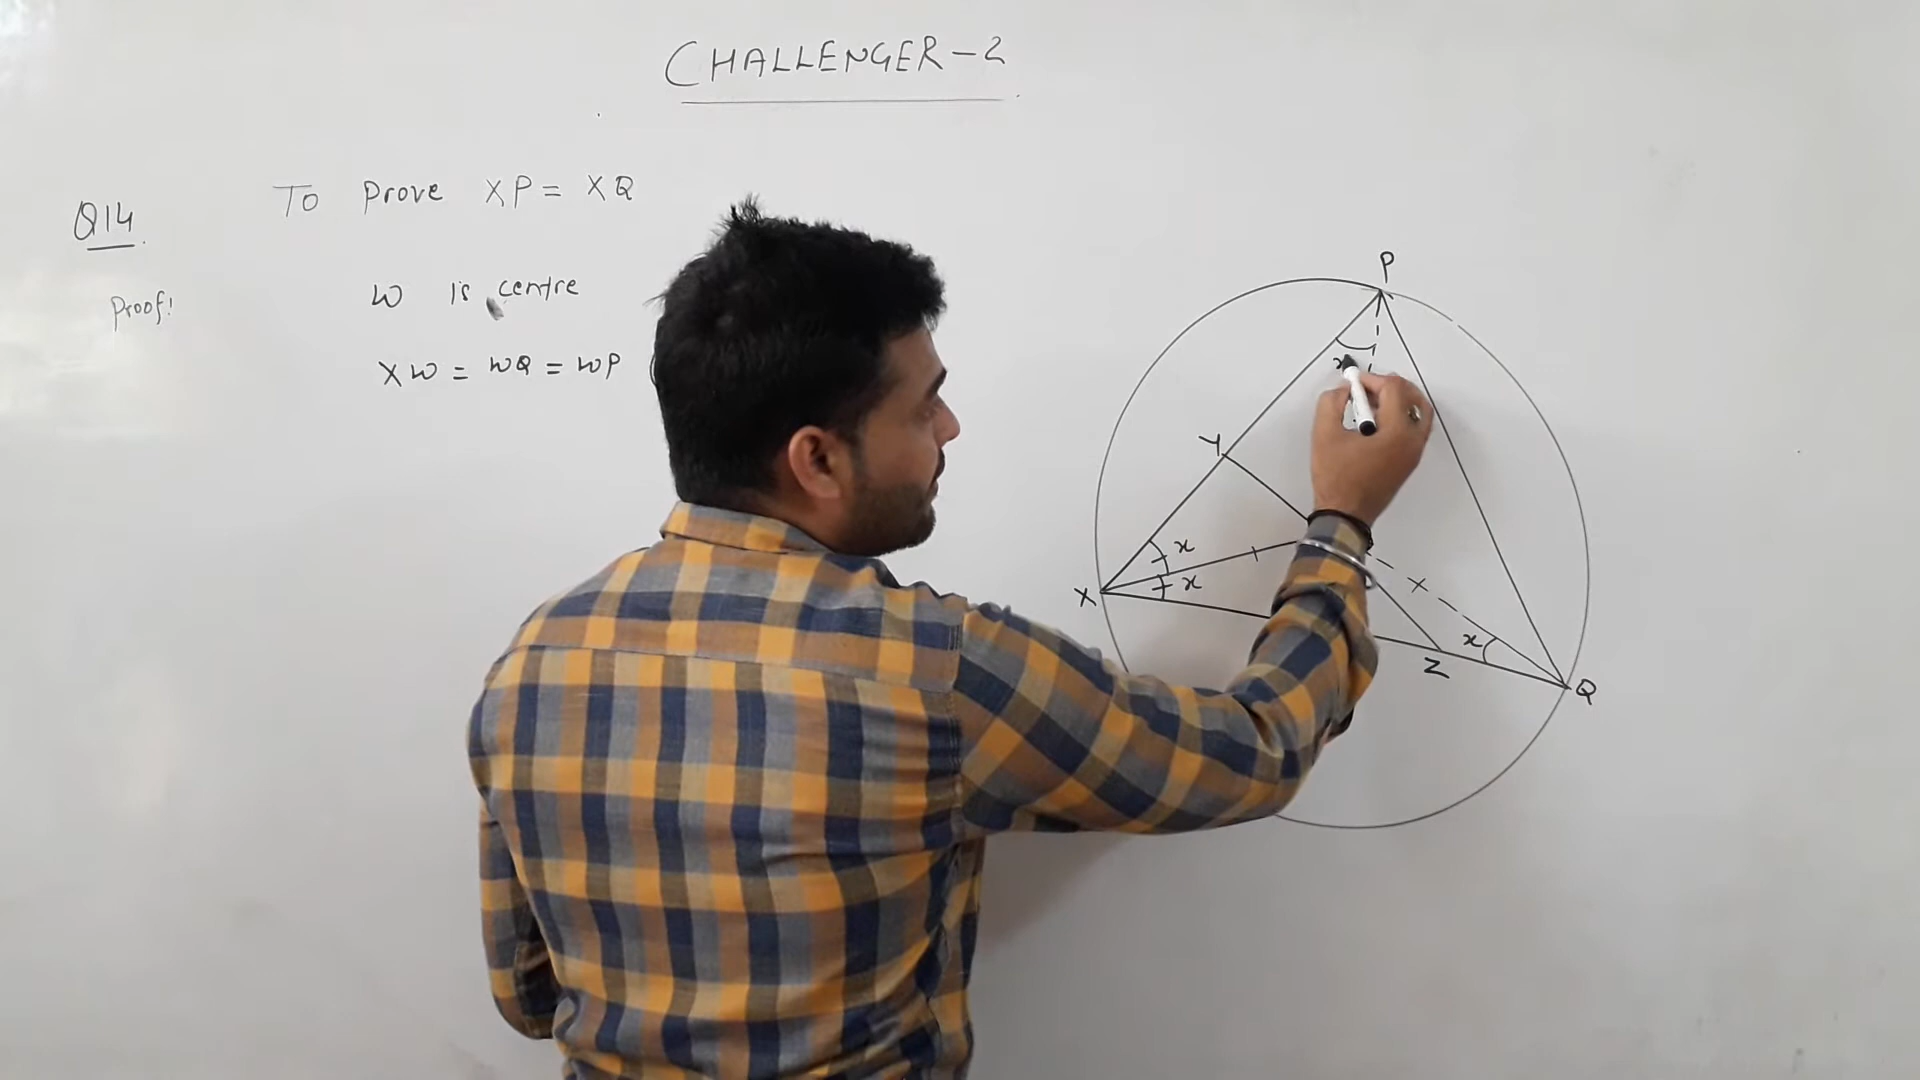 CHALLENGER-2
Q14.
To Prove XP = XQ
Proof!
W is centre
XW = WQ = WP
P
x
Y
x
x
X
x
Z
Q